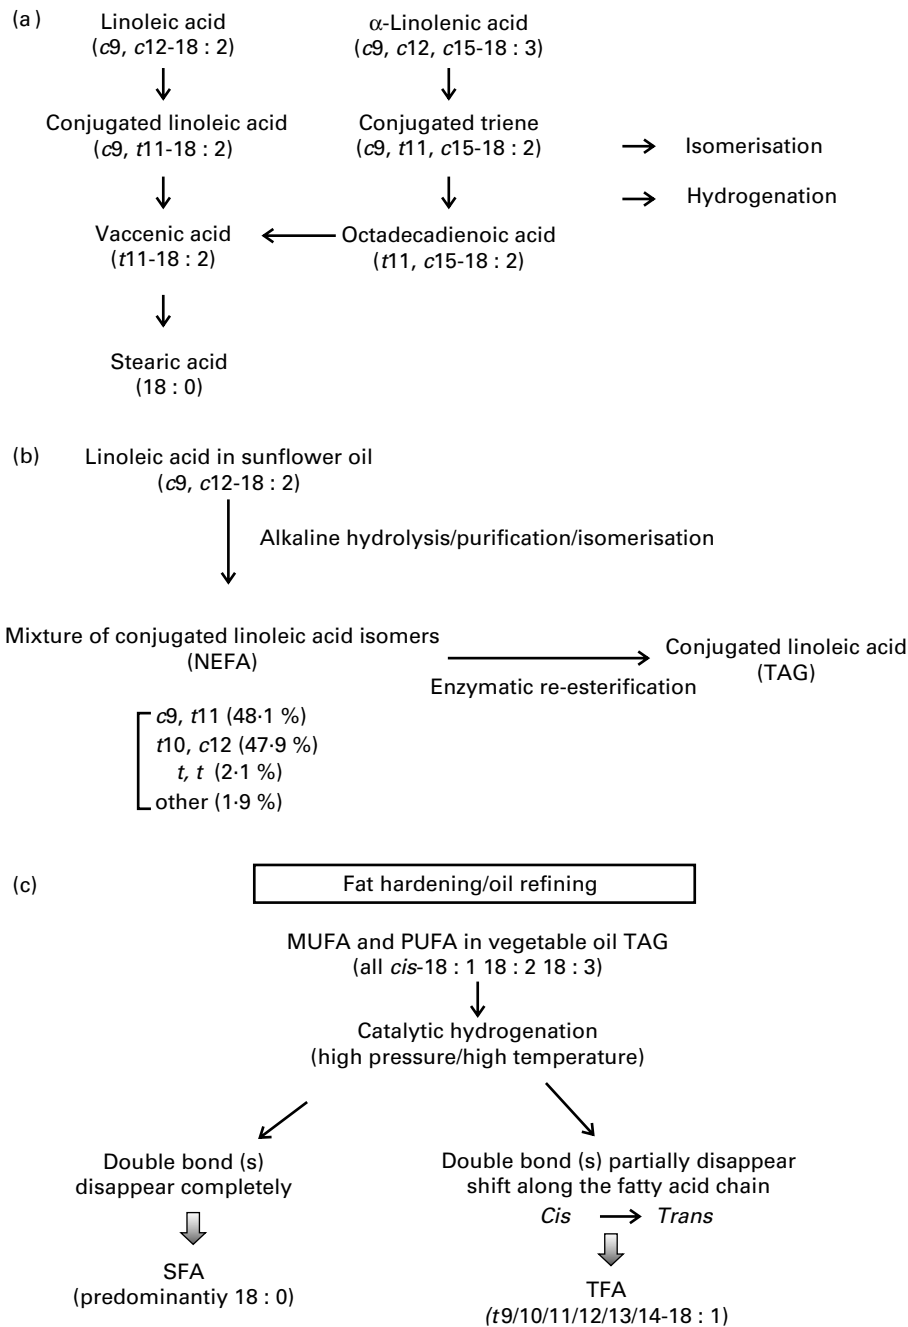 (a)
Linoleic acid
(c9, c12-18 : 2)
α-Linolenic acid
(c9, c12, c15-18 : 3)
Conjugated linoleic acid
(c9, t11-18 : 2)
Conjugated triene
(c9, t11, c15-18 : 2)
Isomerisation
Hydrogenation
Vaccenic acid
(t11-18 : 2)
Octadecadienoic acid
(t11, c15-18 : 2)
Stearic acid
(18 : 0)
(b)
Linoleic acid in sunflower oil
(c9, c12-18 : 2)
Alkaline hydrolysis/purification/isomerisation
Mixture of conjugated linoleic acid isomers
(NEFA)
Enzymatic re-esterification
Conjugated linoleic acid
(TAG)
c9, t11 (48·1 %)
t10, c12 (47·9 %)
t, t (2·1 %)
other (1·9 %)
(c)
Fat hardening/oil refining
MUFA and PUFA in vegetable oil TAG
(all cis-18 : 1 18 : 2 18 : 3)
Catalytic hydrogenation
(high pressure/high temperature)
Double bond (s)
disappear completely
SFA
(predominantiy 18 : 0)
Double bond (s) partially disappear
shift along the fatty acid chain
Cis Trans
TFA
(t9/10/11/12/13/14-18 : 1)